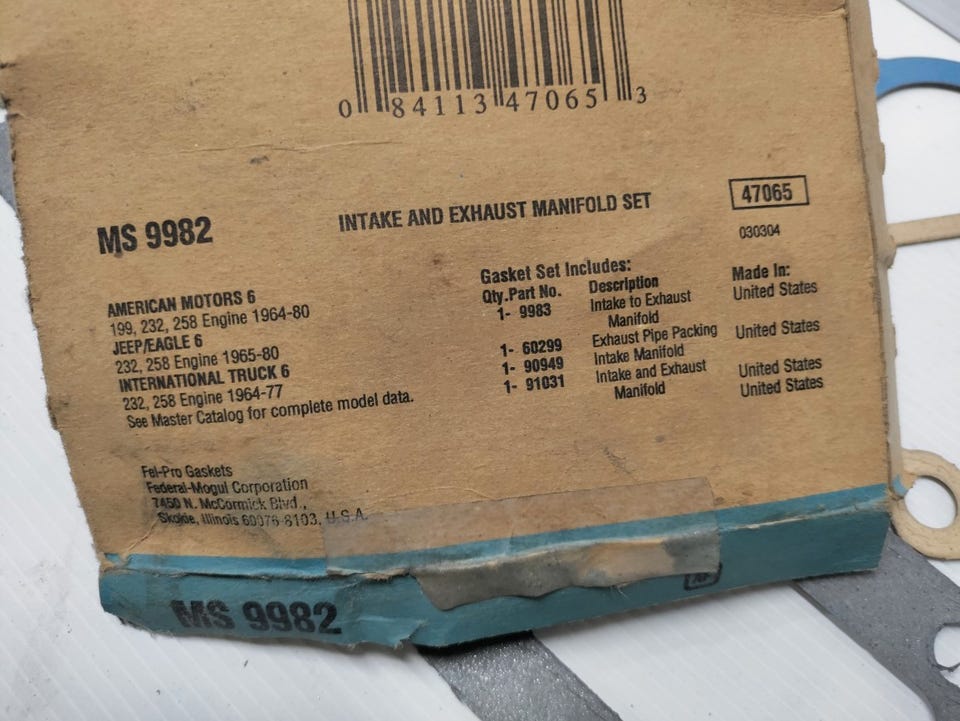 0 84113 47065 3
MS 9982
INTAKE AND EXHAUST MANIFOLD SET
47065
030304
AMERICAN MOTORS 6
199, 232, 258 Engine 1964-80
JEEP/EAGLE 6
232, 258 Engine 1965-80
INTERNATIONAL TRUCK 6
232, 258 Engine 1964-77
See Master Catalog for complete model data.
Gasket Set Includes:
Qty. Part No. Description Made In:
1- 9983 Intake to Exhaust United States
Manifold
1- 60299 Exhaust Pipe Packing United States
1- 90949 Intake Manifold United States
1- 91031 Intake and Exhaust United States
Manifold
Fel-Pro Gaskets
Federal-Mogul Corporation
7450 N. McCormick Blvd.,
Skokie, Illinois 60076-8103, U.S.A.
MS 9982